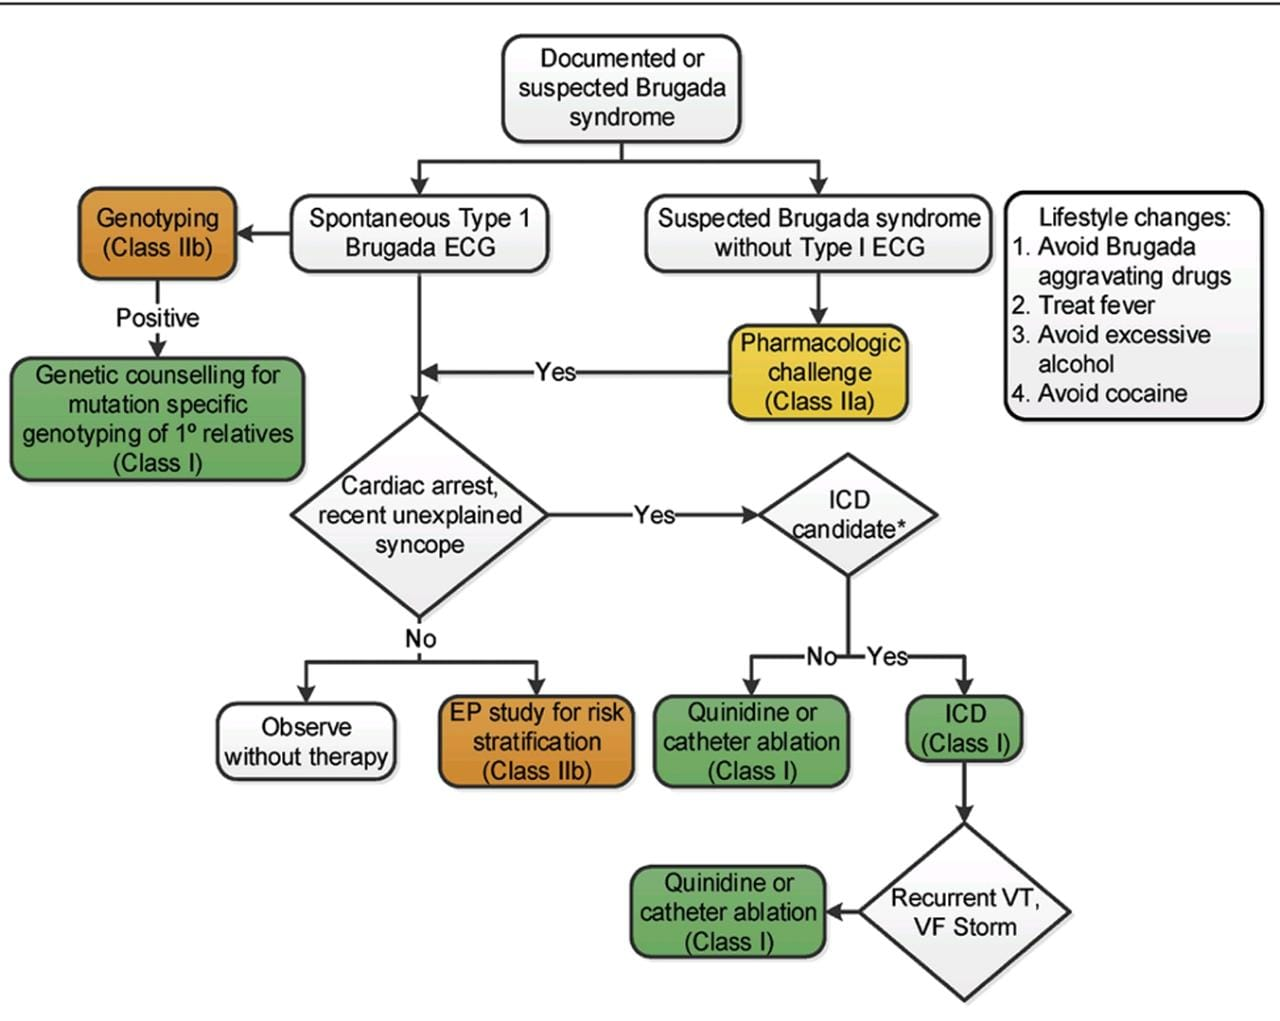 Documented or
suspected Brugada
syndrome
Genotyping
(Class IIb)
Spontaneous Type 1
Brugada ECG
Suspected Brugada syndrome
without Type I ECG
Lifestyle changes:
1. Avoid Brugada
aggravating drugs
2. Treat fever
3. Avoid excessive
alcohol
4. Avoid cocaine
Positive
Genetic counselling for
mutation specific
genotyping of 1º relatives
(Class I)
Yes
Pharmacologic
challenge
(Class IIa)
Cardiac arrest,
recent unexplained
syncope
Yes
ICD
candidate*
No
No
Yes
Observe
without therapy
EP study for risk
stratification
(Class IIb)
Quinidine or
catheter ablation
(Class I)
ICD
(Class I)
Quinidine or
catheter ablation
(Class I)
Recurrent VT,
VF Storm